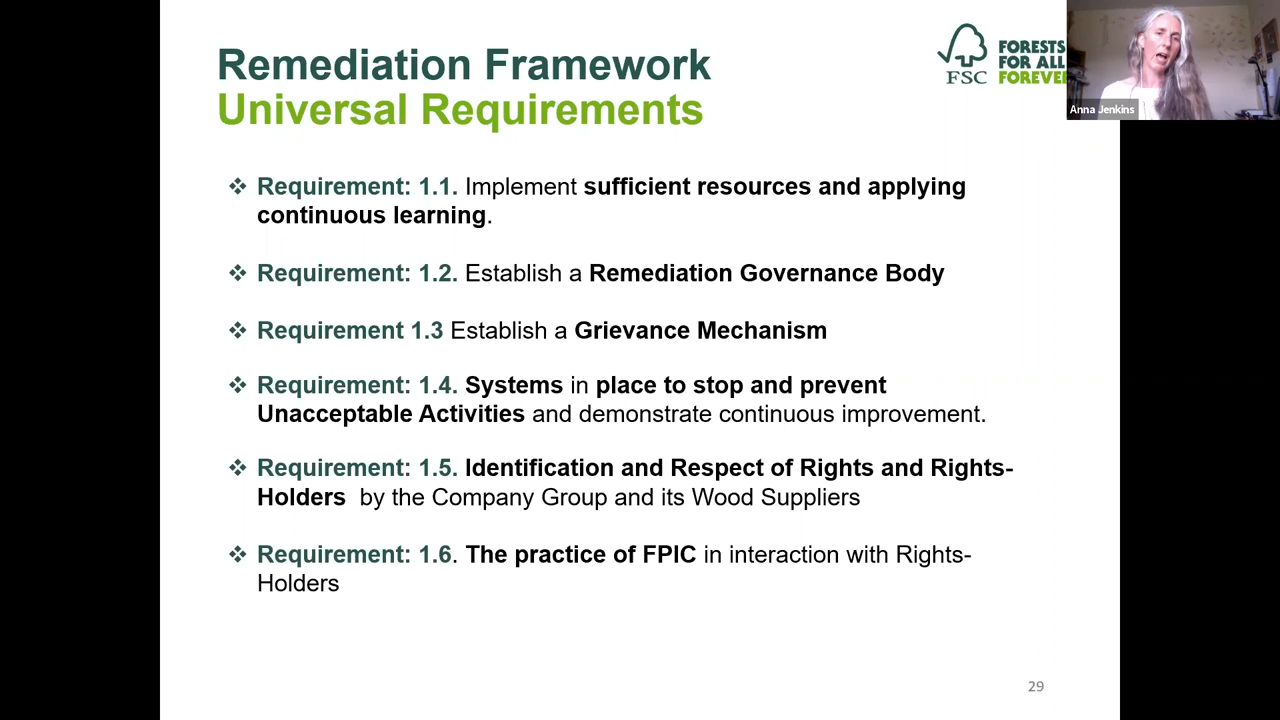 Remediation Framework
Universal Requirements
FSC
FORESTS
FOR ALL
FOREVE
Anna Jenkins
❖ Requirement: 1.1. Implement sufficient resources and applying
continuous learning.
❖ Requirement: 1.2. Establish a Remediation Governance Body
❖ Requirement 1.3 Establish a Grievance Mechanism
❖ Requirement: 1.4. Systems in place to stop and prevent
Unacceptable Activities and demonstrate continuous improvement.
❖ Requirement: 1.5. Identification and Respect of Rights and Rights-
Holders by the Company Group and its Wood Suppliers
❖ Requirement: 1.6. The practice of FPIC in interaction with Rights-
Holders
29